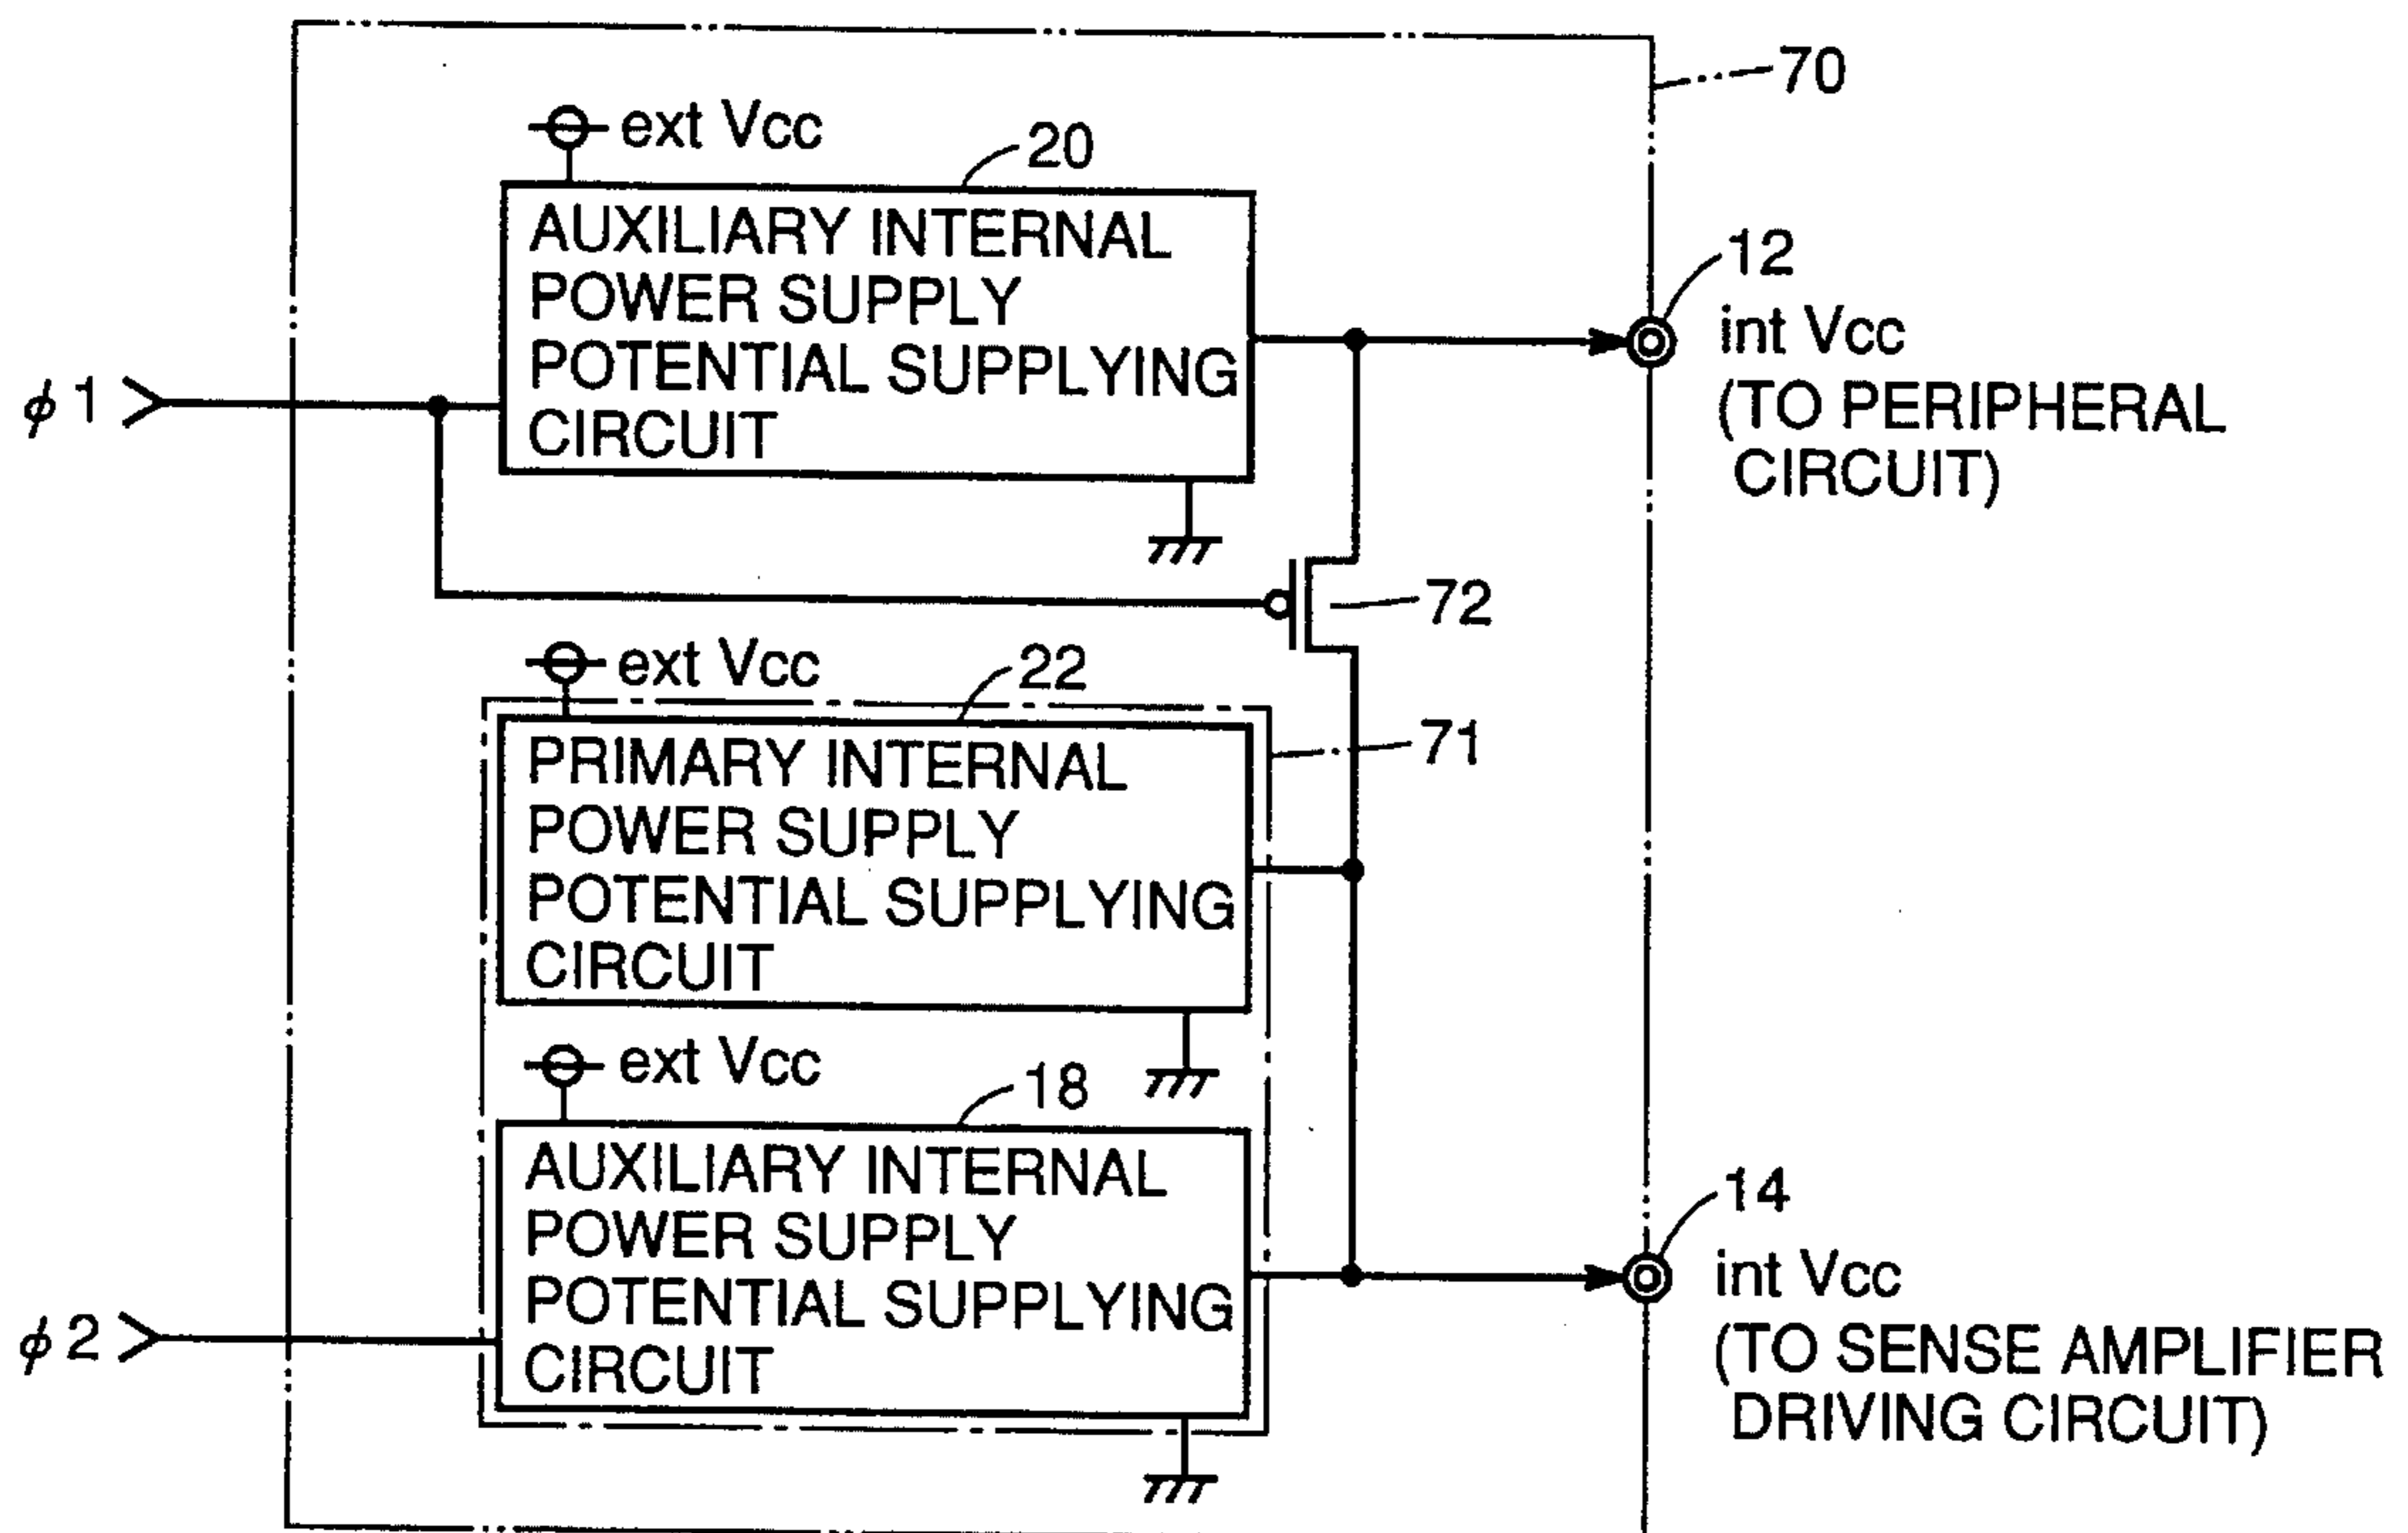 70
ext Vcc
20
AUXILIARY INTERNAL
POWER SUPPLY
POTENTIAL SUPPLYING
CIRCUIT
12
int Vcc
(TO PERIPHERAL
CIRCUIT)
ϕ1
72
ext Vcc
22
PRIMARY INTERNAL
POWER SUPPLY
POTENTIAL SUPPLYING
CIRCUIT
71
ext Vcc
18
AUXILIARY INTERNAL
POWER SUPPLY
POTENTIAL SUPPLYING
CIRCUIT
14
int Vcc
(TO SENSE AMPLIFIER
DRIVING CIRCUIT)
ϕ2